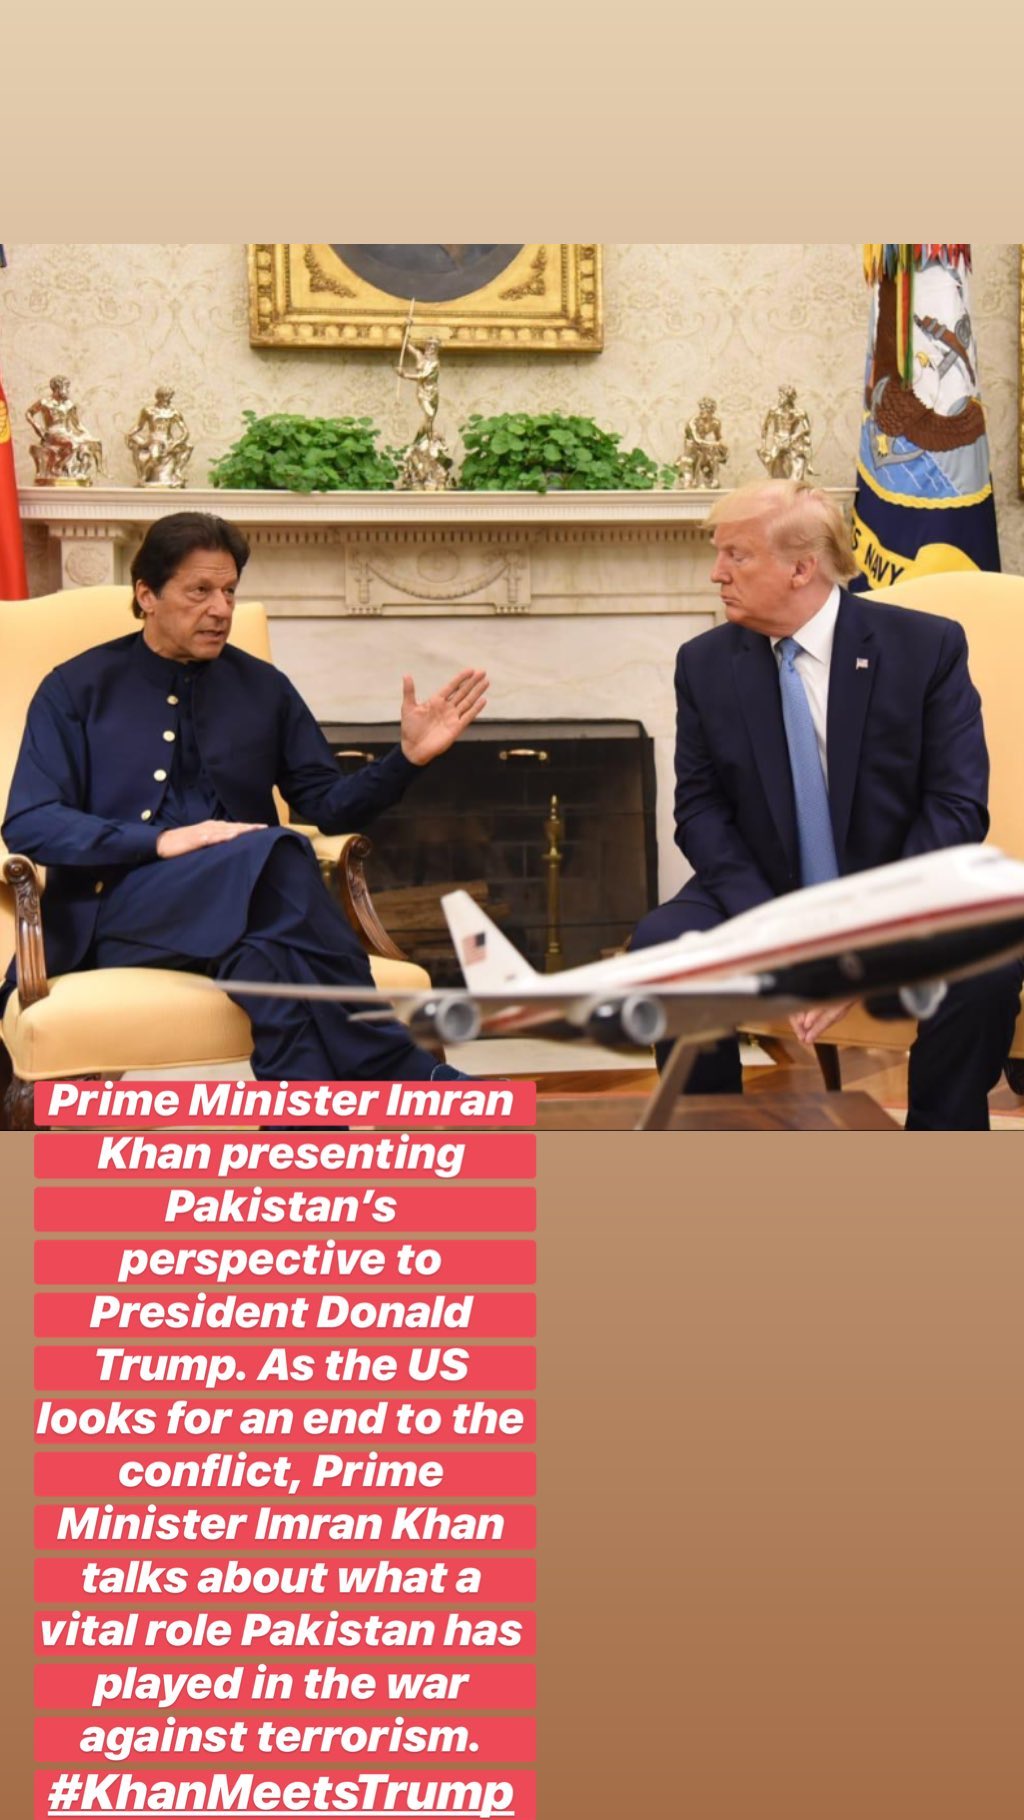 S NAVY
Prime Minister Imran
Khan presenting
Pakistan’s
perspective to
President Donald
Trump. As the US
looks for an end to the
conflict, Prime
Minister Imran Khan
talks about what a
vital role Pakistan has
played in the war
against terrorism.
#KhanMeetsTrump